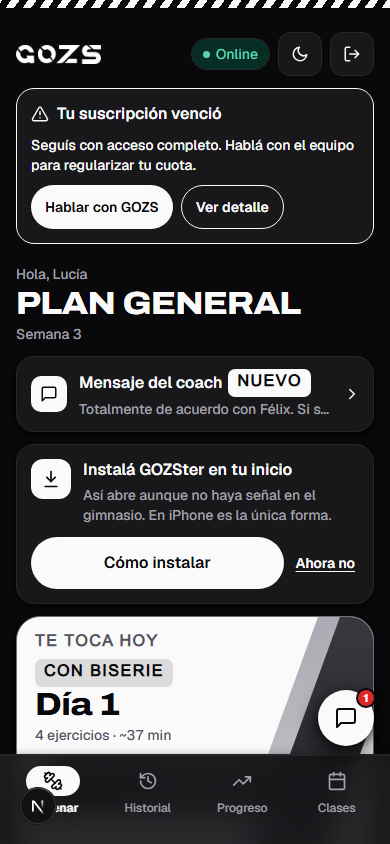 GOZS
Online
Tu suscripción venció
Seguís con acceso completo. Hablá con el equipo
para regularizar tu cuota.
Hablar con GOZS
Ver detalle
Hola, Lucía
PLAN GENERAL
Semana 3
Mensaje del coach NUEVO
Totalmente de acuerdo con Félix. Si s...
Instalá GOZSter en tu inicio
Así abre aunque no haya señal en el
gimnasio. En iPhone es la única forma.
Cómo instalar
Ahora no
TE TOCA HOY
CON BISERIE
Día 1
4 ejercicios · ~37 min
1
N
enar
Historial
Progreso
Clases